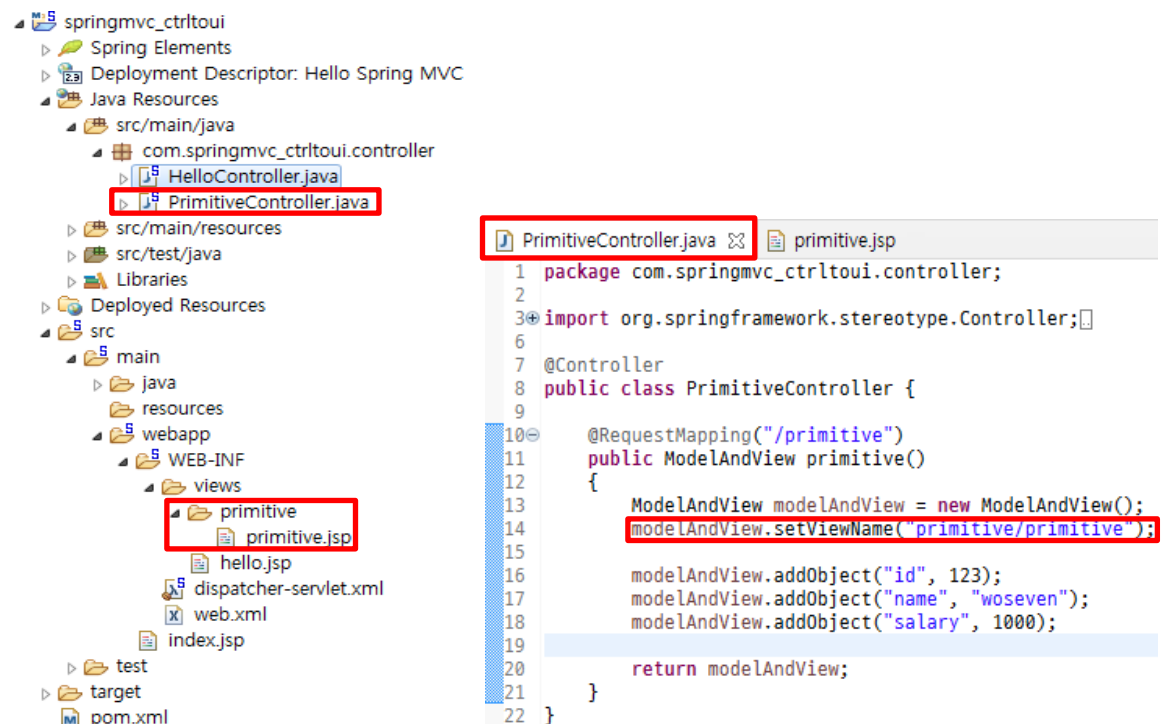 springmvc_ctrltoui
Spring Elements
Deployment Descriptor: Hello Spring MVC
Java Resources
src/main/java
com.springmvc_ctrltoui.controller
HelloController.java
PrimitiveController.java
src/main/resources
src/test/java
Libraries
Deployed Resources
src
main
java
resources
webapp
WEB-INF
views
primitive
primitive.jsp
hello.jsp
dispatcher-servlet.xml
web.xml
index.jsp
test
target
pom.xml
PrimitiveController.java primitive.jsp
1 package com.springmvc_ctrltoui.controller;
2
3 import org.springframework.stereotype.Controller;
6
7 @Controller
8 public class PrimitiveController {
9
10 @RequestMapping("/primitive")
11 public ModelAndView primitive()
12 {
13 ModelAndView modelAndView = new ModelAndView();
14 modelAndView.setViewName("primitive/primitive");
15
16 modelAndView.addObject("id", 123);
17 modelAndView.addObject("name", "woseven");
18 modelAndView.addObject("salary", 1000);
19
20 return modelAndView;
21 }
22 }